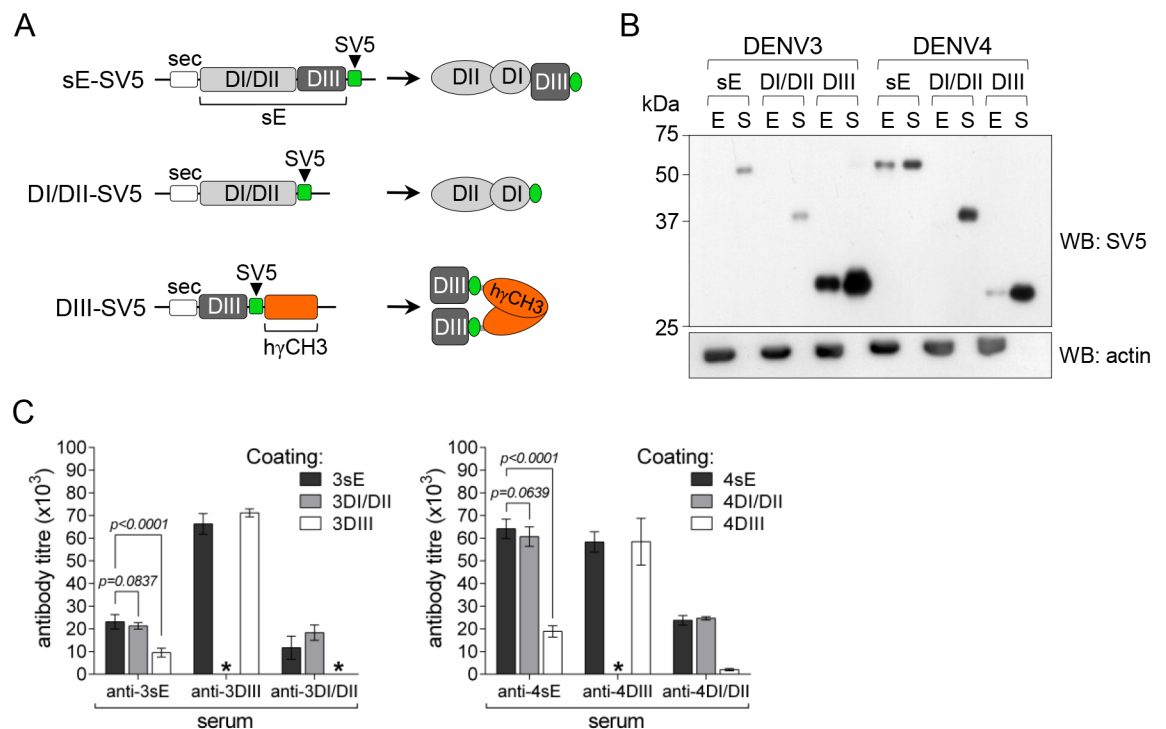 A
sec
SV5
sE-SV5
DI/DII
DIII
sE
DII
DI
DIII
SV5
sec
DI/DII-SV5
DI/DII
DII
DI
SV5
sec
DIII-SV5
DIII
hγCH3
DIII
DIII
hγCH3
B
DENV3 DENV4
sE DI/DII DIII sE DI/DII DIII
kDa
E S E S E S E S E S E S
75
50
37
25
WB: SV5
WB: actin
C
100
90
80
70
60
50
40
30
20
10
0
antibody titre (x10³)
Coating:
3sE
3DI/DII
3DIII
p<0.0001
p=0.0837
*
*
anti-3sE anti-3DIII anti-3DI/DII
serum
100
90
80
70
60
50
40
30
20
10
0
antibody titre (x10³)
Coating:
4sE
4DI/DII
4DIII
p<0.0001
p=0.0639
*
anti-4sE anti-4DIII anti-4DI/DII
serum